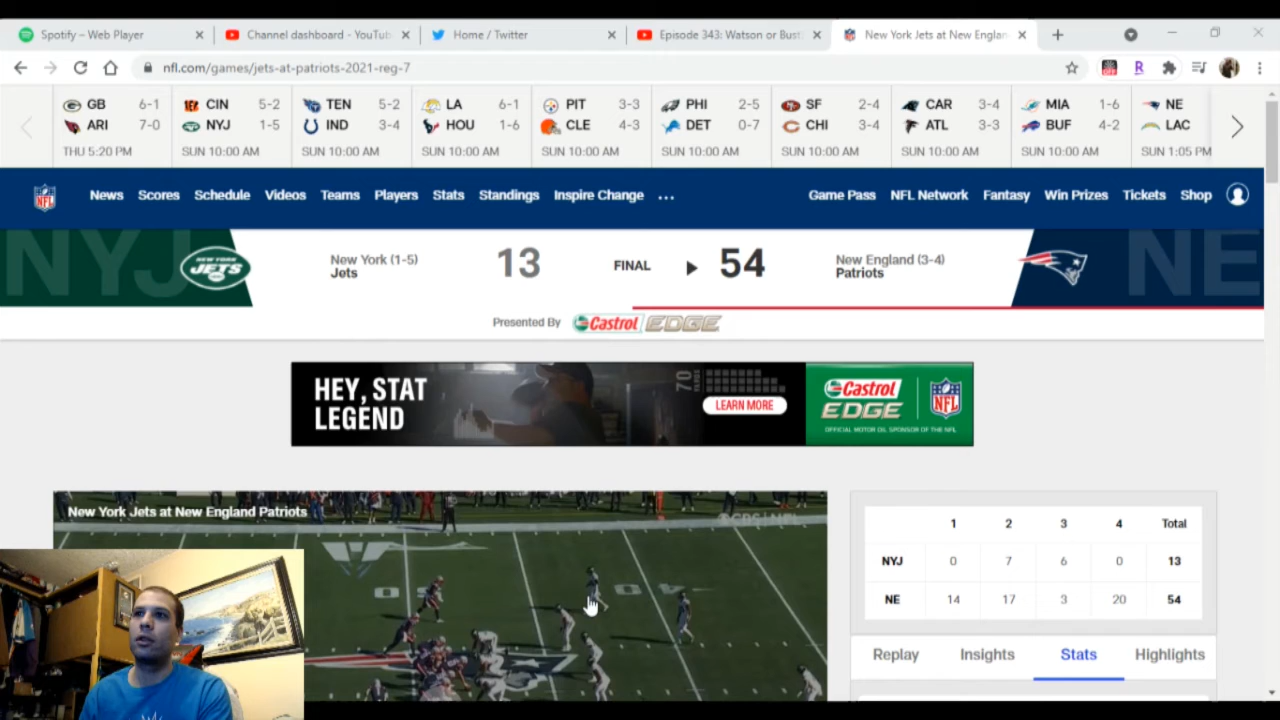 Spotify – Web Player
Channel dashboard - YouTub
Home / Twitter
Episode 343: Watson or Bust
New York Jets at New Englan
nfl.com/games/jets-at-patriots-2021-reg-7
GB 6-1
ARI 7-0
THU 5:20 PM
CIN 5-2
NYJ 1-5
SUN 10:00 AM
TEN 5-2
IND 3-4
SUN 10:00 AM
LA 6-1
HOU 1-6
SUN 10:00 AM
PIT 3-3
CLE 4-3
SUN 10:00 AM
PHI 2-5
DET 0-7
SUN 10:00 AM
SF 2-4
CHI 3-4
SUN 10:00 AM
CAR 3-4
ATL 3-3
SUN 10:00 AM
MIA 1-6
BUF 4-2
SUN 10:00 AM
NE
LAC
SUN 1:05 PM
NFL News Scores Schedule Videos Teams Players Stats Standings Inspire Change ... Game Pass NFL Network Fantasy Win Prizes Tickets Shop
NYJ
NEW YORK
JETS
New York (1-5)
Jets
13
FINAL
54
New England (3-4)
Patriots
NE
Presented By Castrol EDGE
HEY, STAT
LEGEND
70
YARDS
LEARN MORE
Castrol
EDGE
NFL
OFFICIAL MOTOR OIL SPONSOR OF THE NFL
New York Jets at New England Patriots
CBS | NFL
1 2 3 4 Total
NYJ 0 7 6 0 13
NE 14 17 3 20 54
Replay Insights Stats Highlights